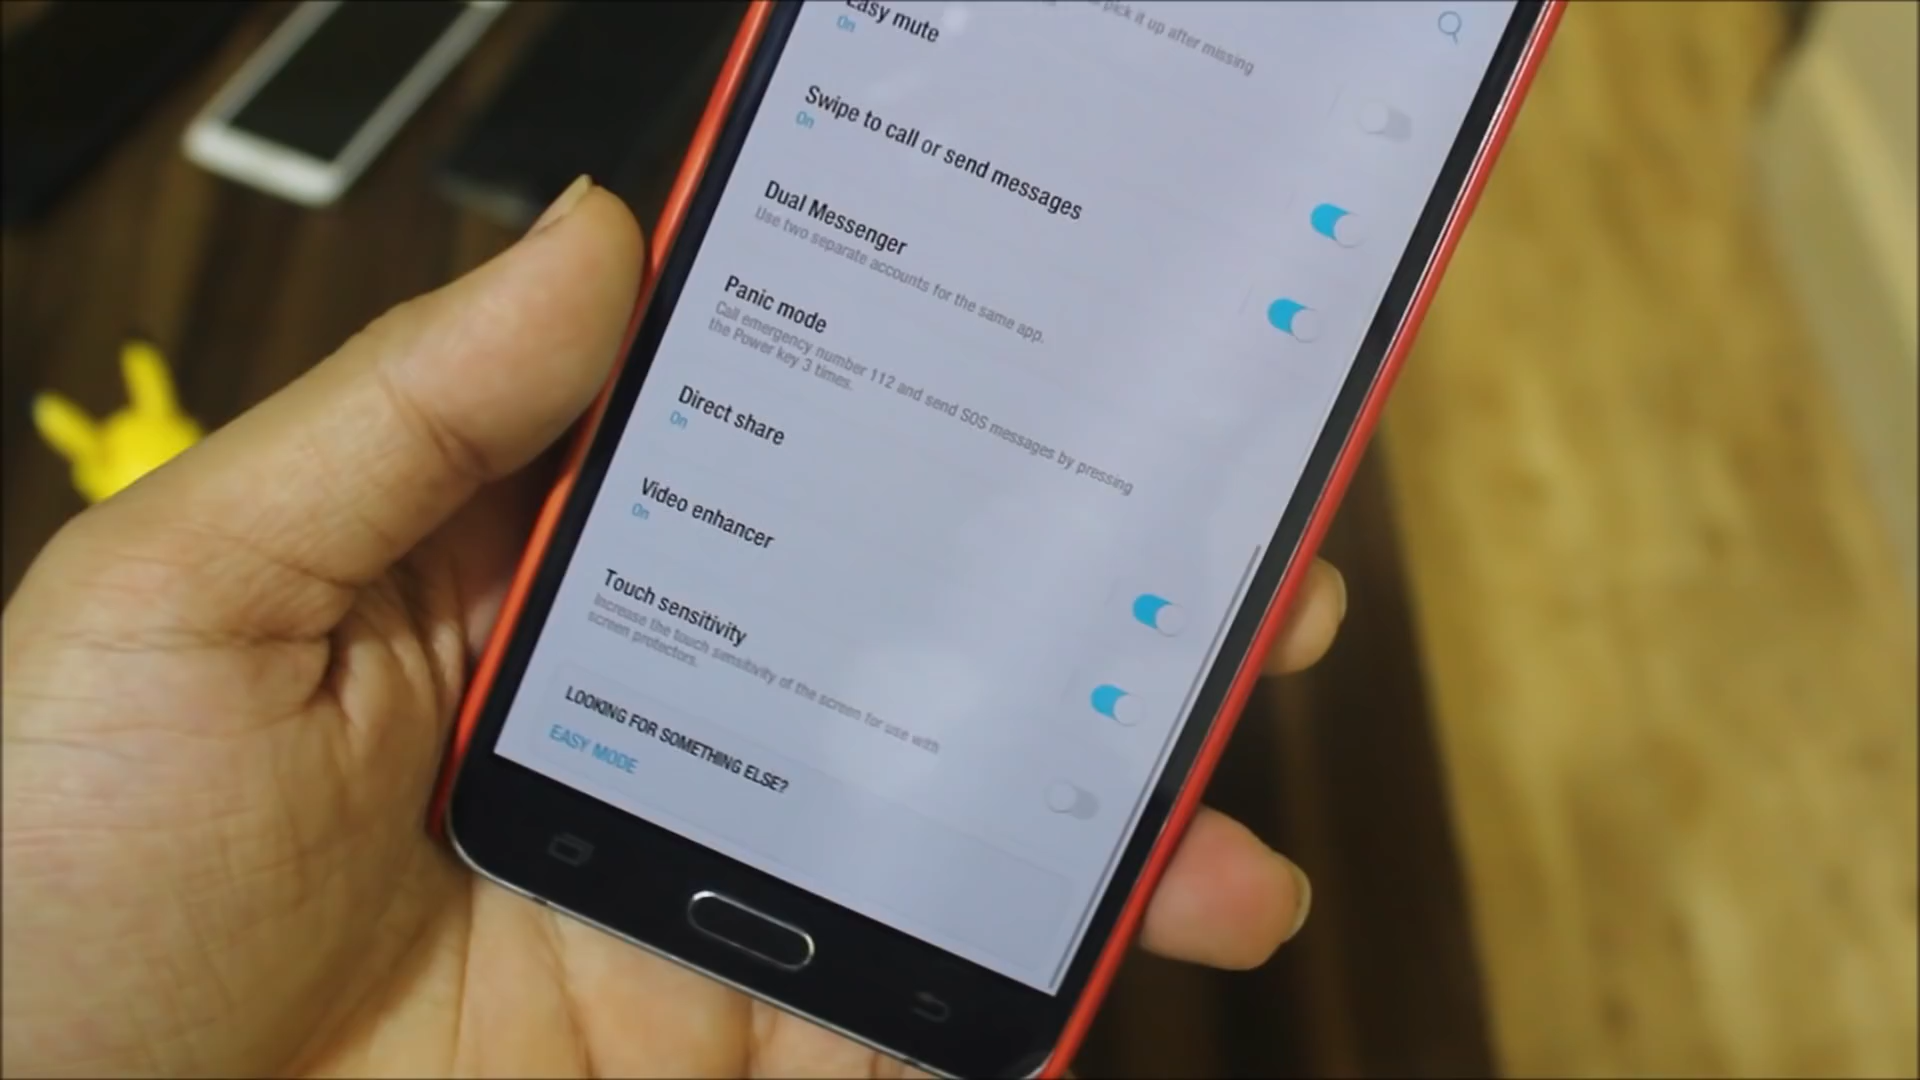 pick it up after missing
Easy mute
On
Swipe to call or send messages
On
Dual Messenger
Use two separate accounts for the same app.
Panic mode
Call emergency number 112 and send SOS messages by pressing
the Power key 3 times.
Direct share
On
Video enhancer
On
Touch sensitivity
Increase the touch sensitivity of the screen for use with
screen protectors.
LOOKING FOR SOMETHING ELSE?
EASY MODE